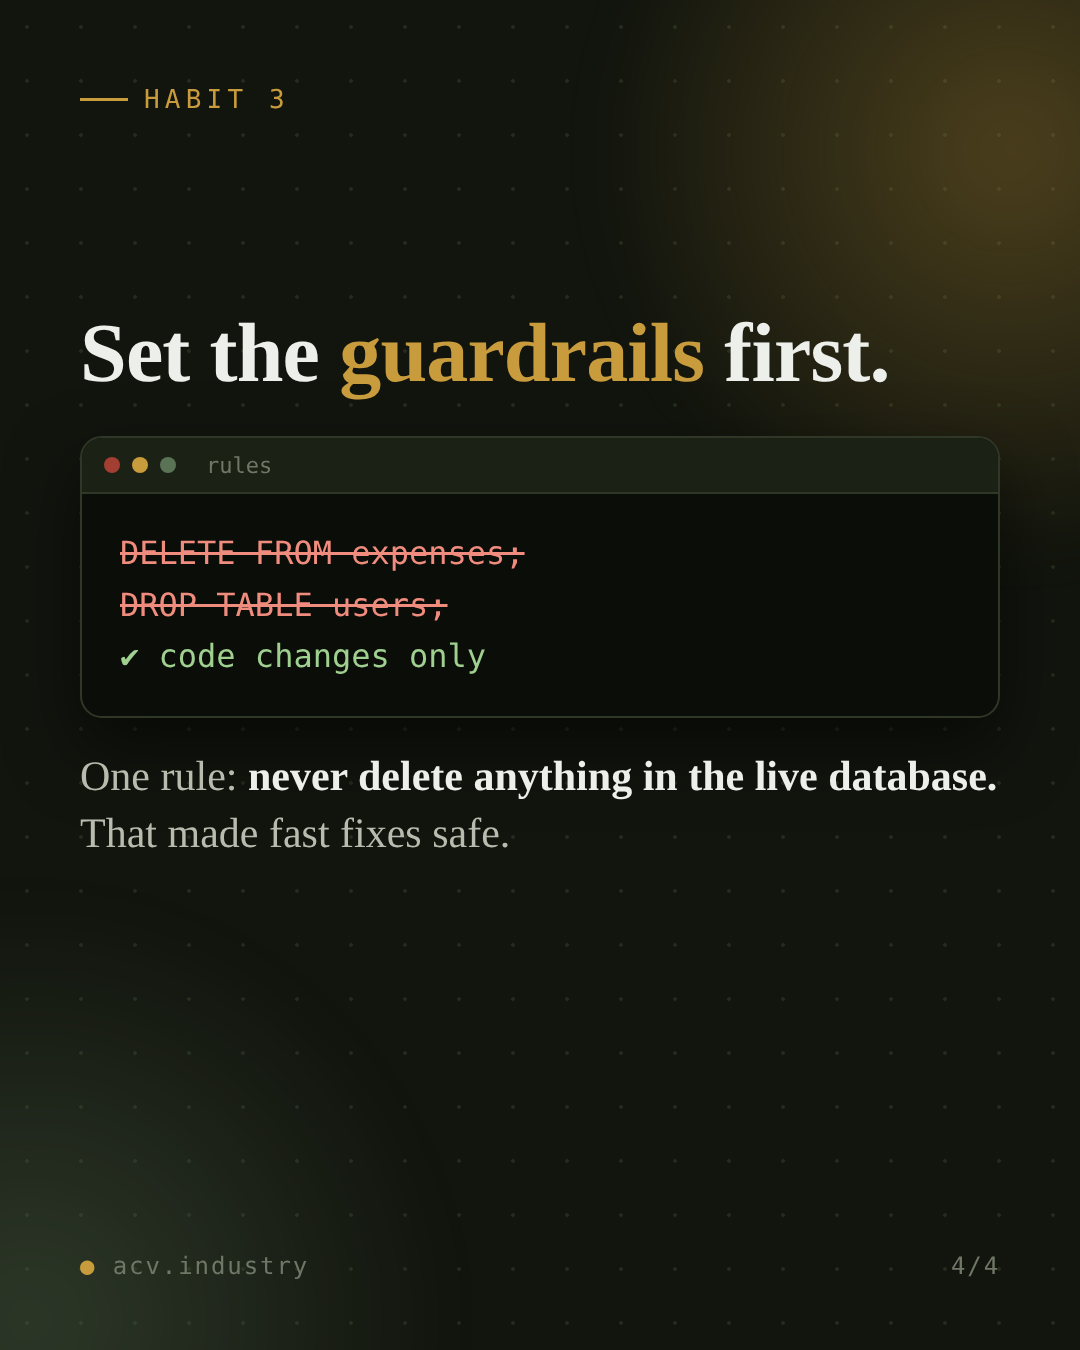 HABIT 3
Set the guardrails first.
rules
DELETE FROM expenses;
DROP TABLE users;
✔ code changes only
One rule: never delete anything in the live database.
That made fast fixes safe.
acv.industry
4/4